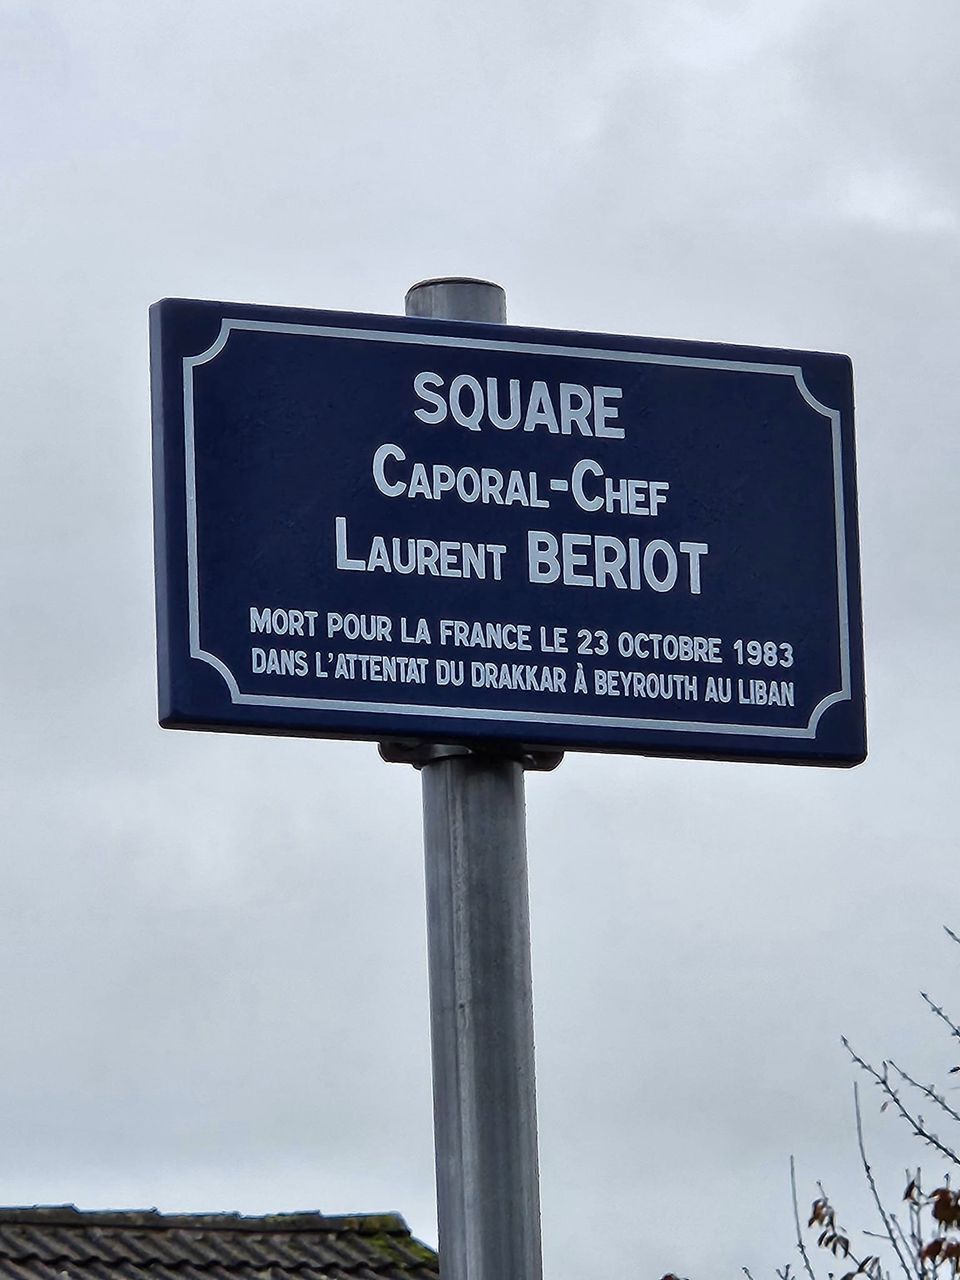 SQUARE
CAPORAL-CHEF
LAURENT BERIOT
MORT POUR LA FRANCE LE 23 OCTOBRE 1983
DANS L'ATTENTAT DU DRAKKAR À BEYROUTH AU LIBAN